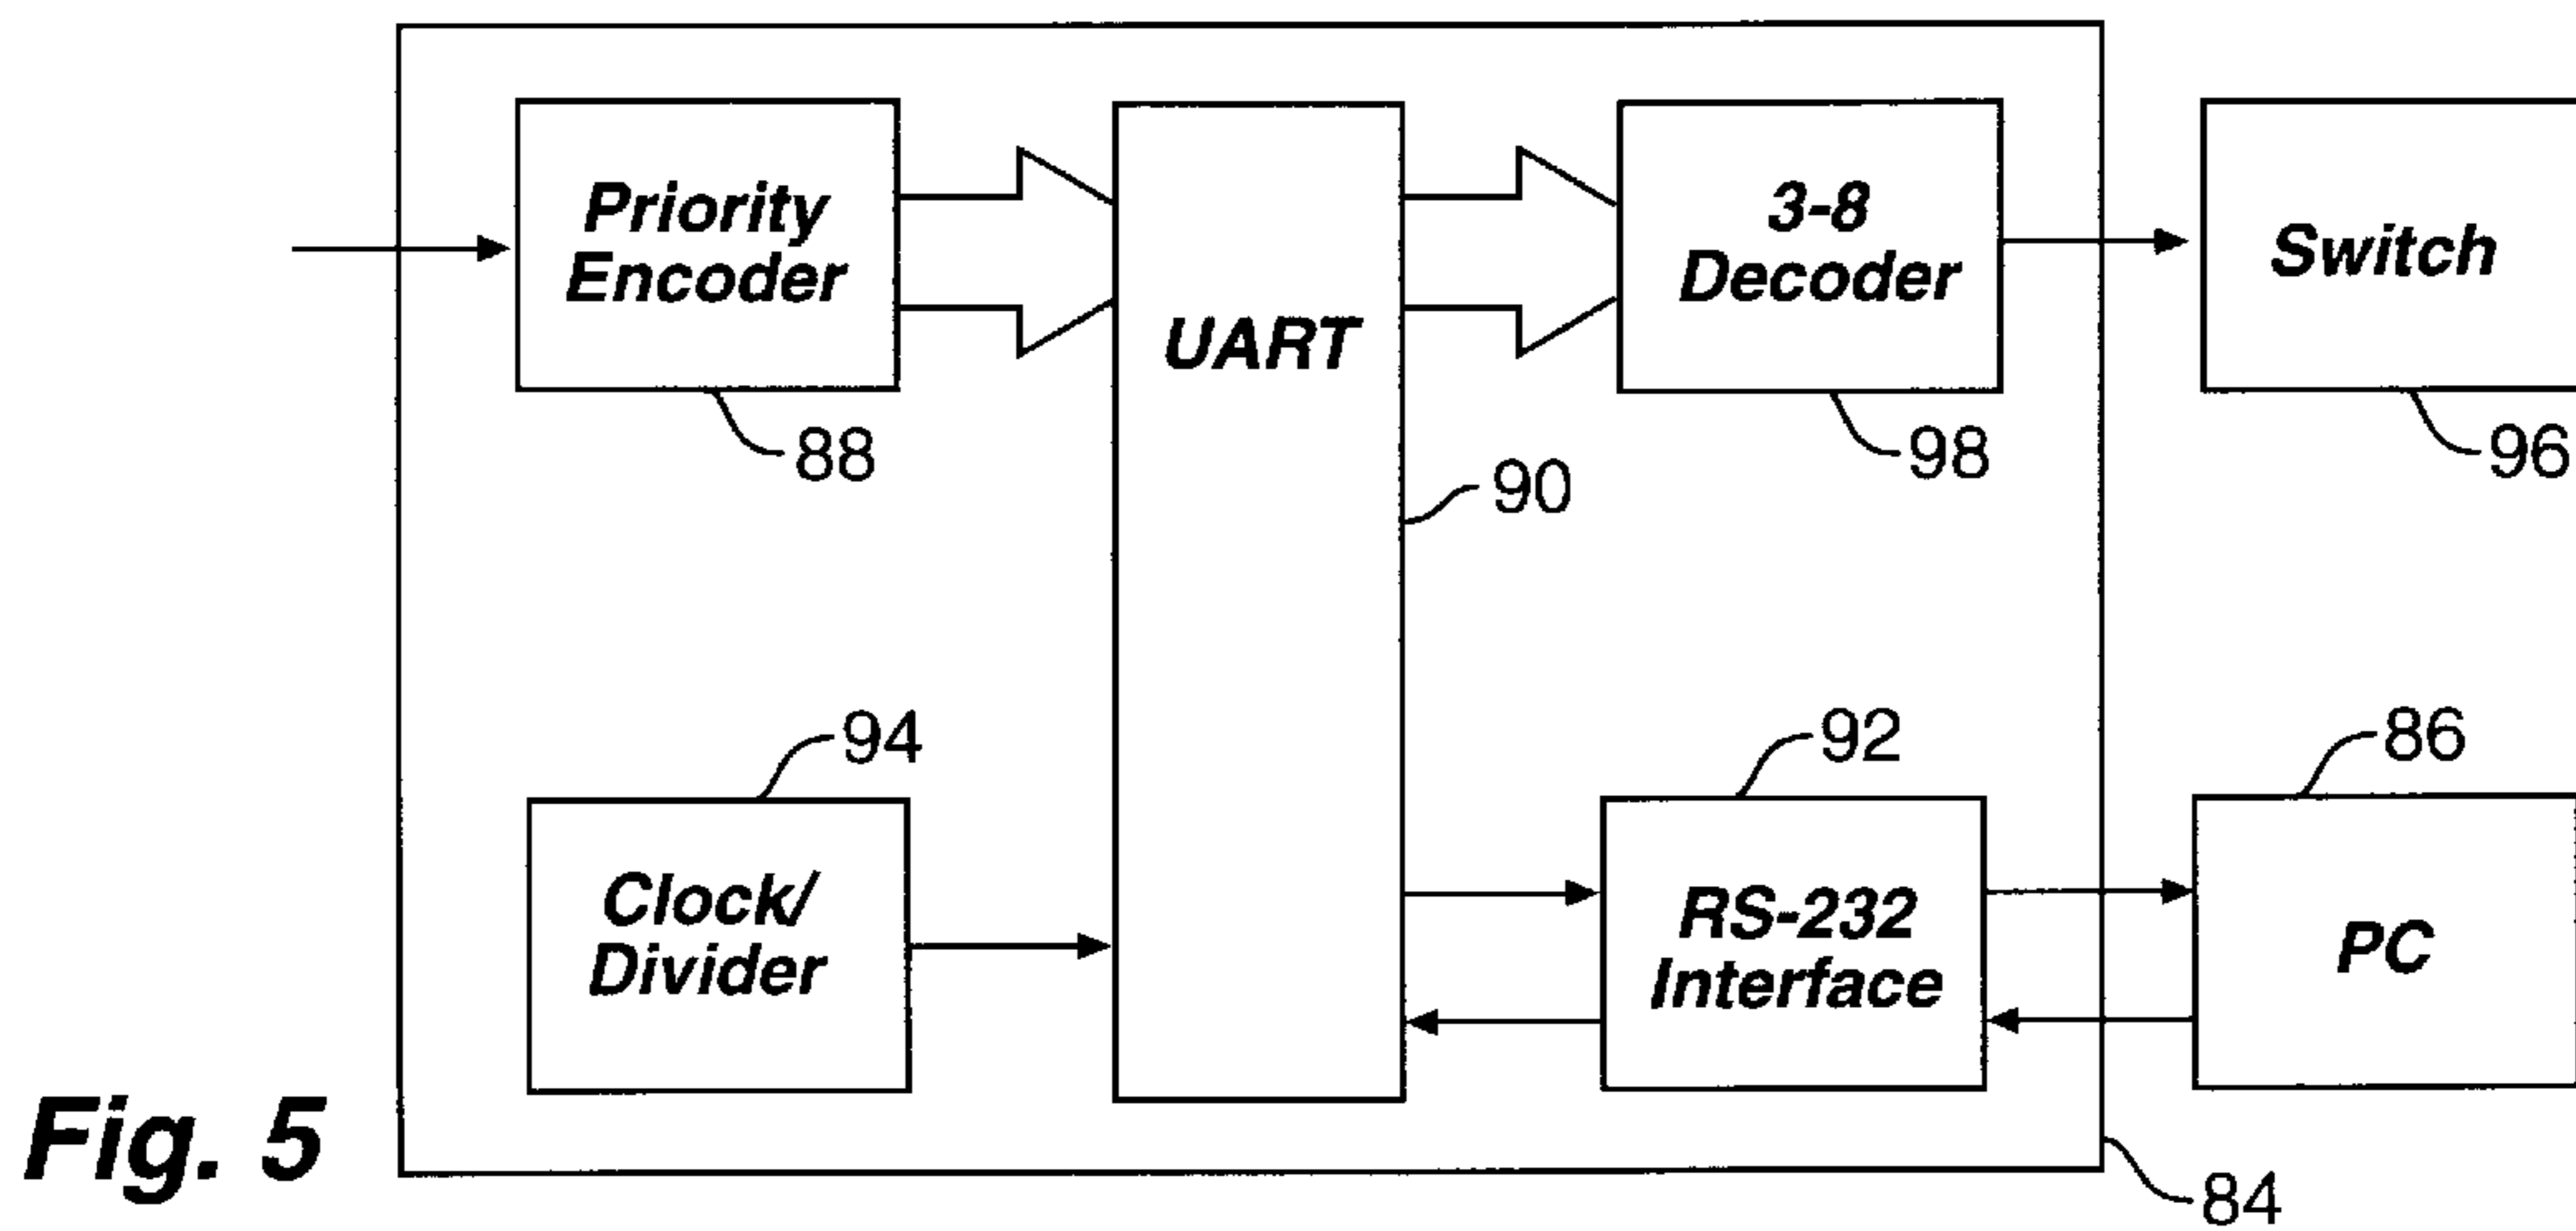 Priority
Encoder
88
UART
90
3-8
Decoder
98
Switch
96
94
Clock/
Divider
92
RS-232
Interface
86
PC
84
Fig. 5